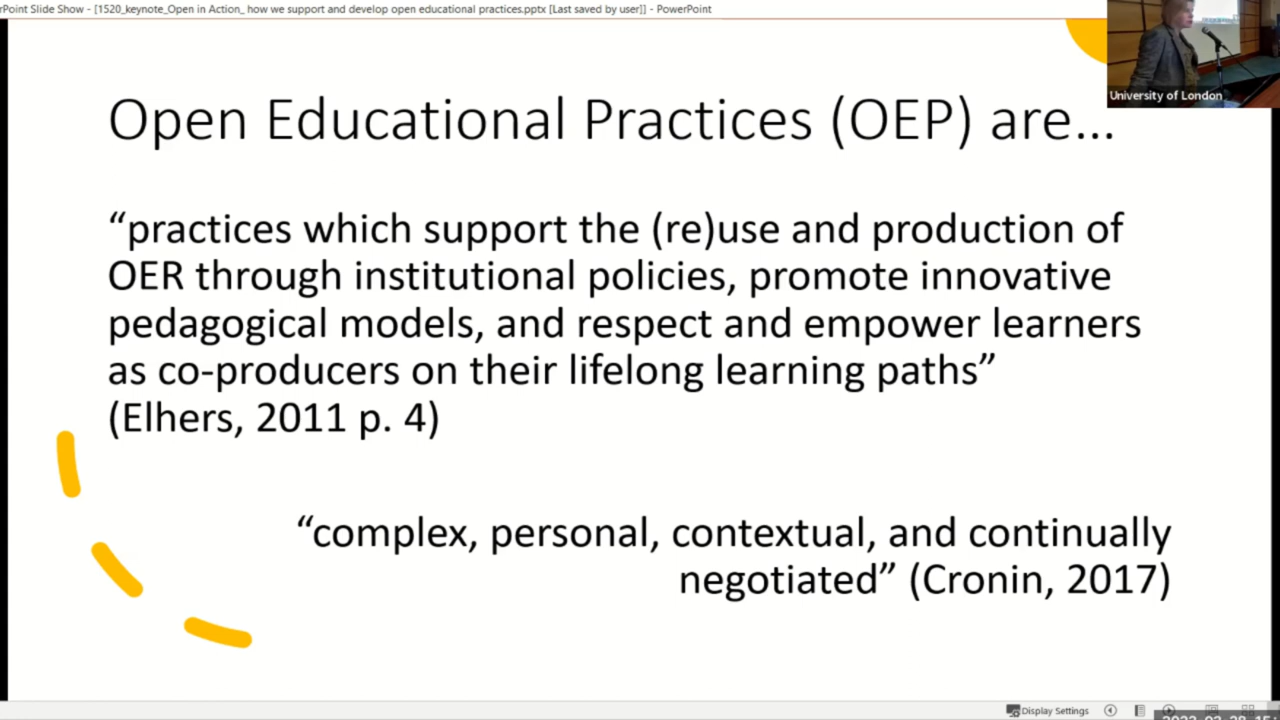 rPoint Slide Show - [1520_keynote_Open in Action_ how we support and develop open educational practices.pptx [Last saved by user]] - PowerPoint
University of London
Open Educational Practices (OEP) are...
“practices which support the (re)use and production of
OER through institutional policies, promote innovative
pedagogical models, and respect and empower learners
as co-producers on their lifelong learning paths”
(Elhers, 2011 p. 4)
“complex, personal, contextual, and continually
negotiated” (Cronin, 2017)
Display Settings